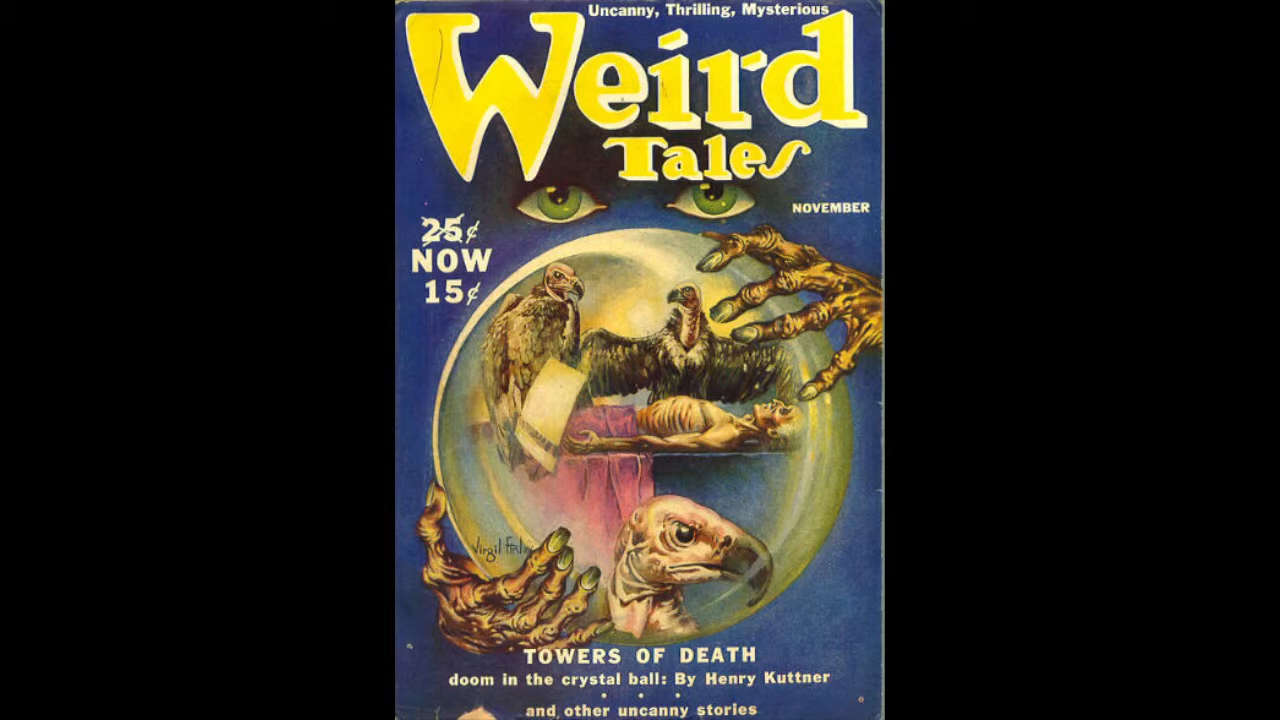 Uncanny, Thrilling, Mysterious
Weird
Tales
NOVEMBER
25¢
NOW
15¢
Virgil Finlay
TOWERS OF DEATH
doom in the crystal ball: By Henry Kuttner
and other uncanny stories